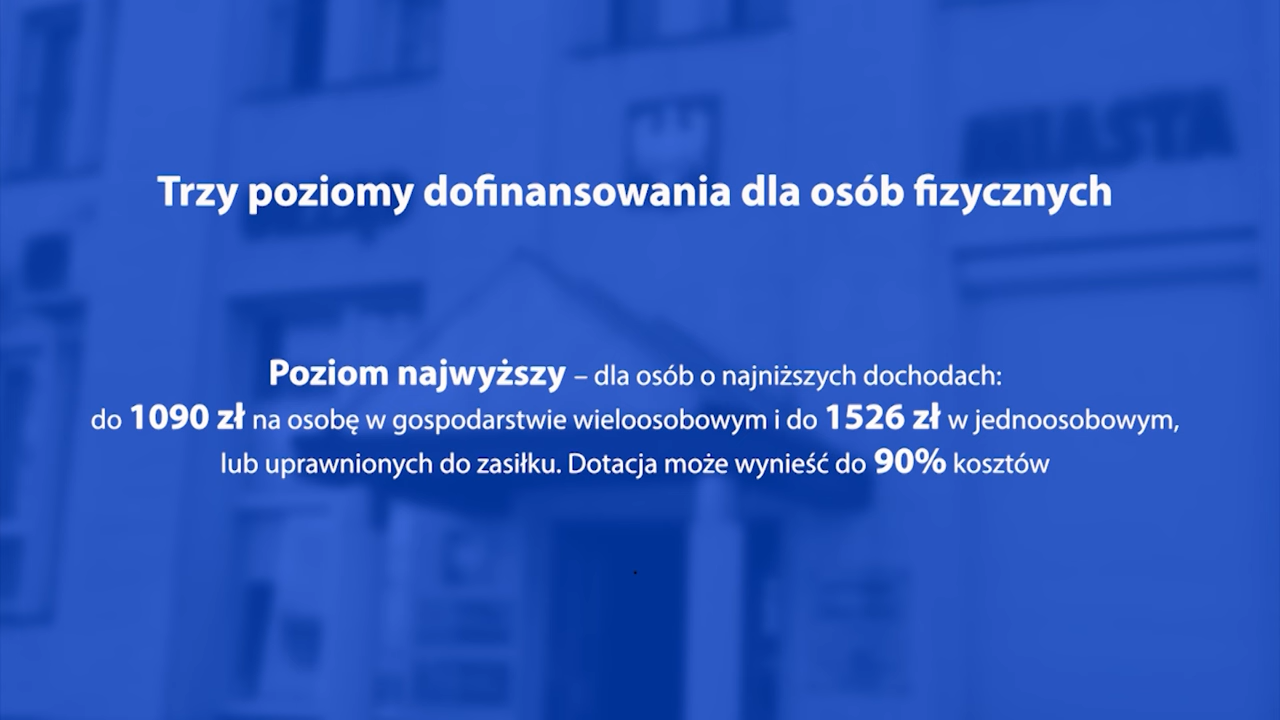 MIASTA
Trzy poziomy dofinansowania dla osób fizycznych
Poziom najwyższy – dla osób o najniższych dochodach:
do 1090 zł na osobę w gospodarstwie wieloosobowym i do 1526 zł w jednoosobowym,
lub uprawnionych do zasiłku. Dotacja może wynieść do 90% kosztów